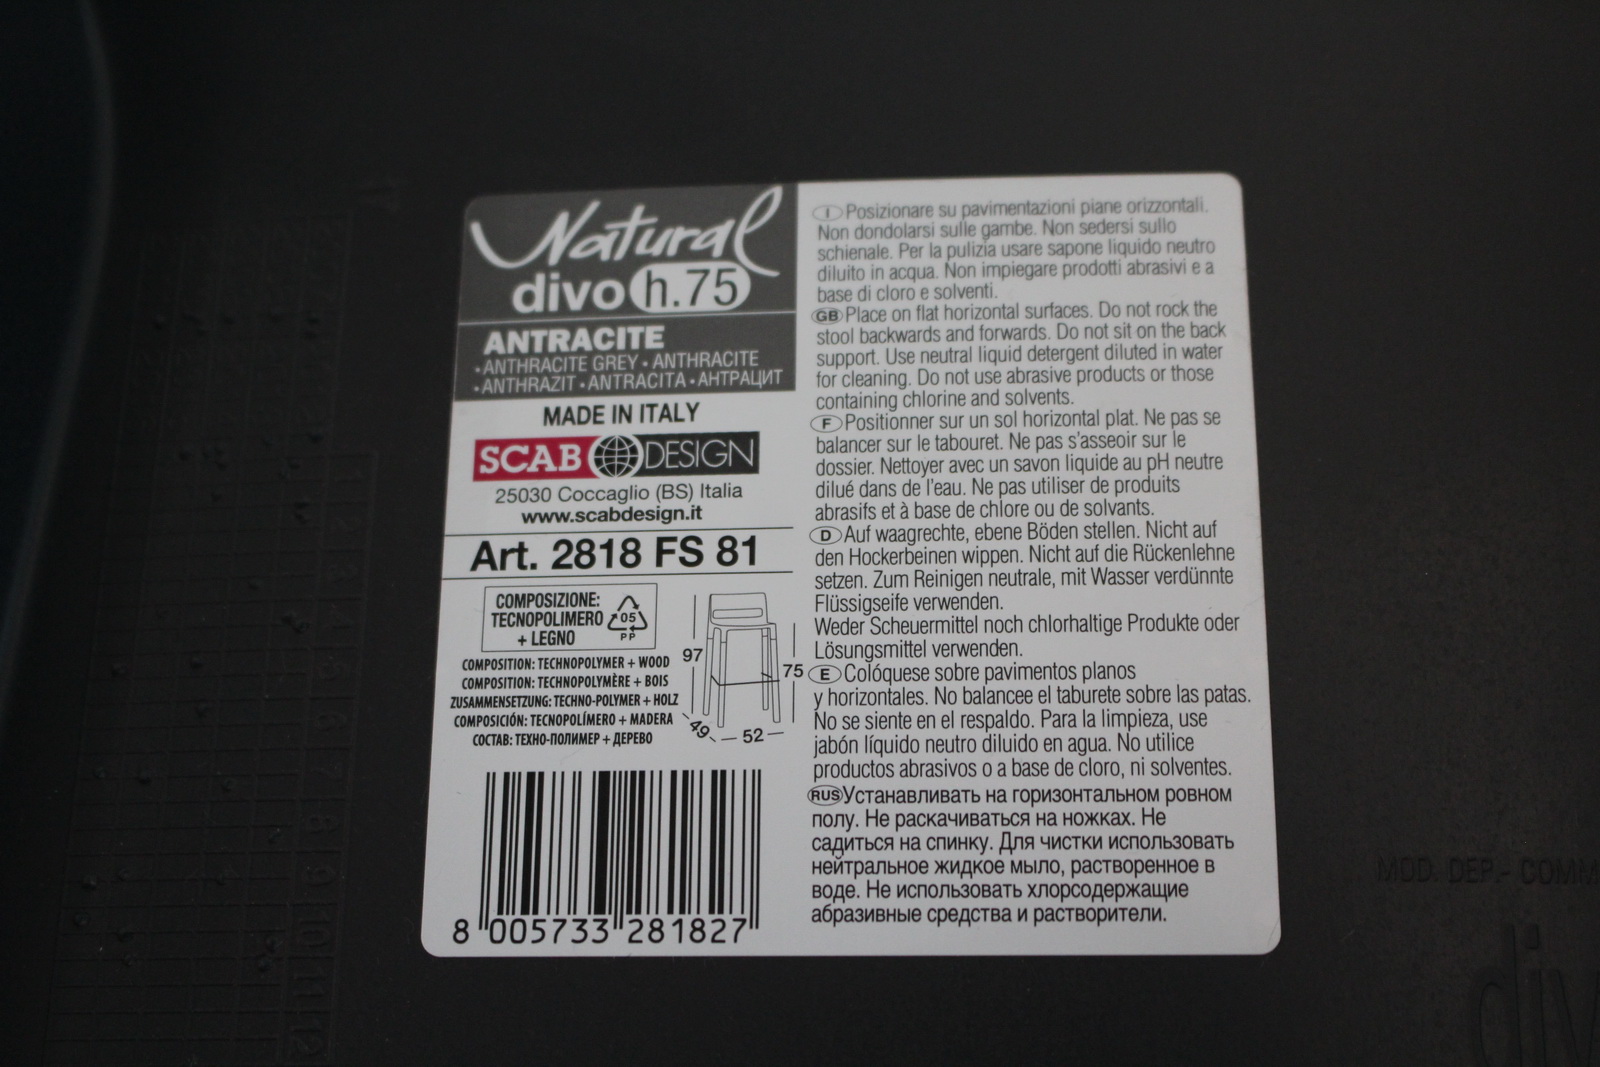 Natural
divo h.75
ANTRACITE
• ANTHRACITE GREY • ANTHRACITE
• ANTHRAZIT • ANTRACITA • АНТРАЦИТ
MADE IN ITALY
SCAB DESIGN
25030 Coccaglio (BS) Italia
www.scabdesign.it
Art. 2818 FS 81
COMPOSIZIONE:
TECNOPOLIMERO
+ LEGNO
05
PP
COMPOSITION: TECHNOPOLYMER + WOOD
COMPOSITION: TECHNOPOLYMÈRE + BOIS
ZUSAMMENSETZUNG: TECHNO-POLYMER + HOLZ
COMPOSICIÓN: TECNOPOLÍMERO + MADERA
СОСТАВ: ТЕХНО-ПОЛИМЕР + ДЕРЕВО
97
75
49
52
8 005733 281827
I Posizionare su pavimentazioni piane orizzontali.
Non dondolarsi sulle gambe. Non sedersi sullo
schienale. Per la pulizia usare sapone liquido neutro
diluito in acqua. Non impiegare prodotti abrasivi e a
base di cloro e solventi.
GB Place on flat horizontal surfaces. Do not rock the
stool backwards and forwards. Do not sit on the back
support. Use neutral liquid detergent diluted in water
for cleaning. Do not use abrasive products or those
containing chlorine and solvents.
F Positionner sur un sol horizontal plat. Ne pas se
balancer sur le tabouret. Ne pas s'asseoir sur le
dossier. Nettoyer avec un savon liquide au pH neutre
dilué dans de l'eau. Ne pas utiliser de produits
abrasifs et à base de chlore ou de solvants.
D Auf waagrechte, ebene Böden stellen. Nicht auf
den Hockerbeinen wippen. Nicht auf die Rückenlehne
setzen. Zum Reinigen neutrale, mit Wasser verdünnte
Flüssigseife verwenden.
Weder Scheuermittel noch chlorhaltige Produkte oder
Lösungsmittel verwenden.
E Colóquese sobre pavimentos planos
y horizontales. No balancee el taburete sobre las patas.
No se siente en el respaldo. Para la limpieza, use
jabón líquido neutro diluido en agua. No utilice
productos abrasivos o a base de cloro, ni solventes.
RUS Устанавливать на горизонтальном ровном
полу. Не раскачиваться на ножках. Не
садиться на спинку. Для чистки использовать
нейтральное жидкое мыло, растворенное в
воде. Не использовать хлорсодержащие
абразивные средства и растворители.
MOD. DEP.- COMM
div
1
2
3
4
5
6
7
8
9
10
11
12